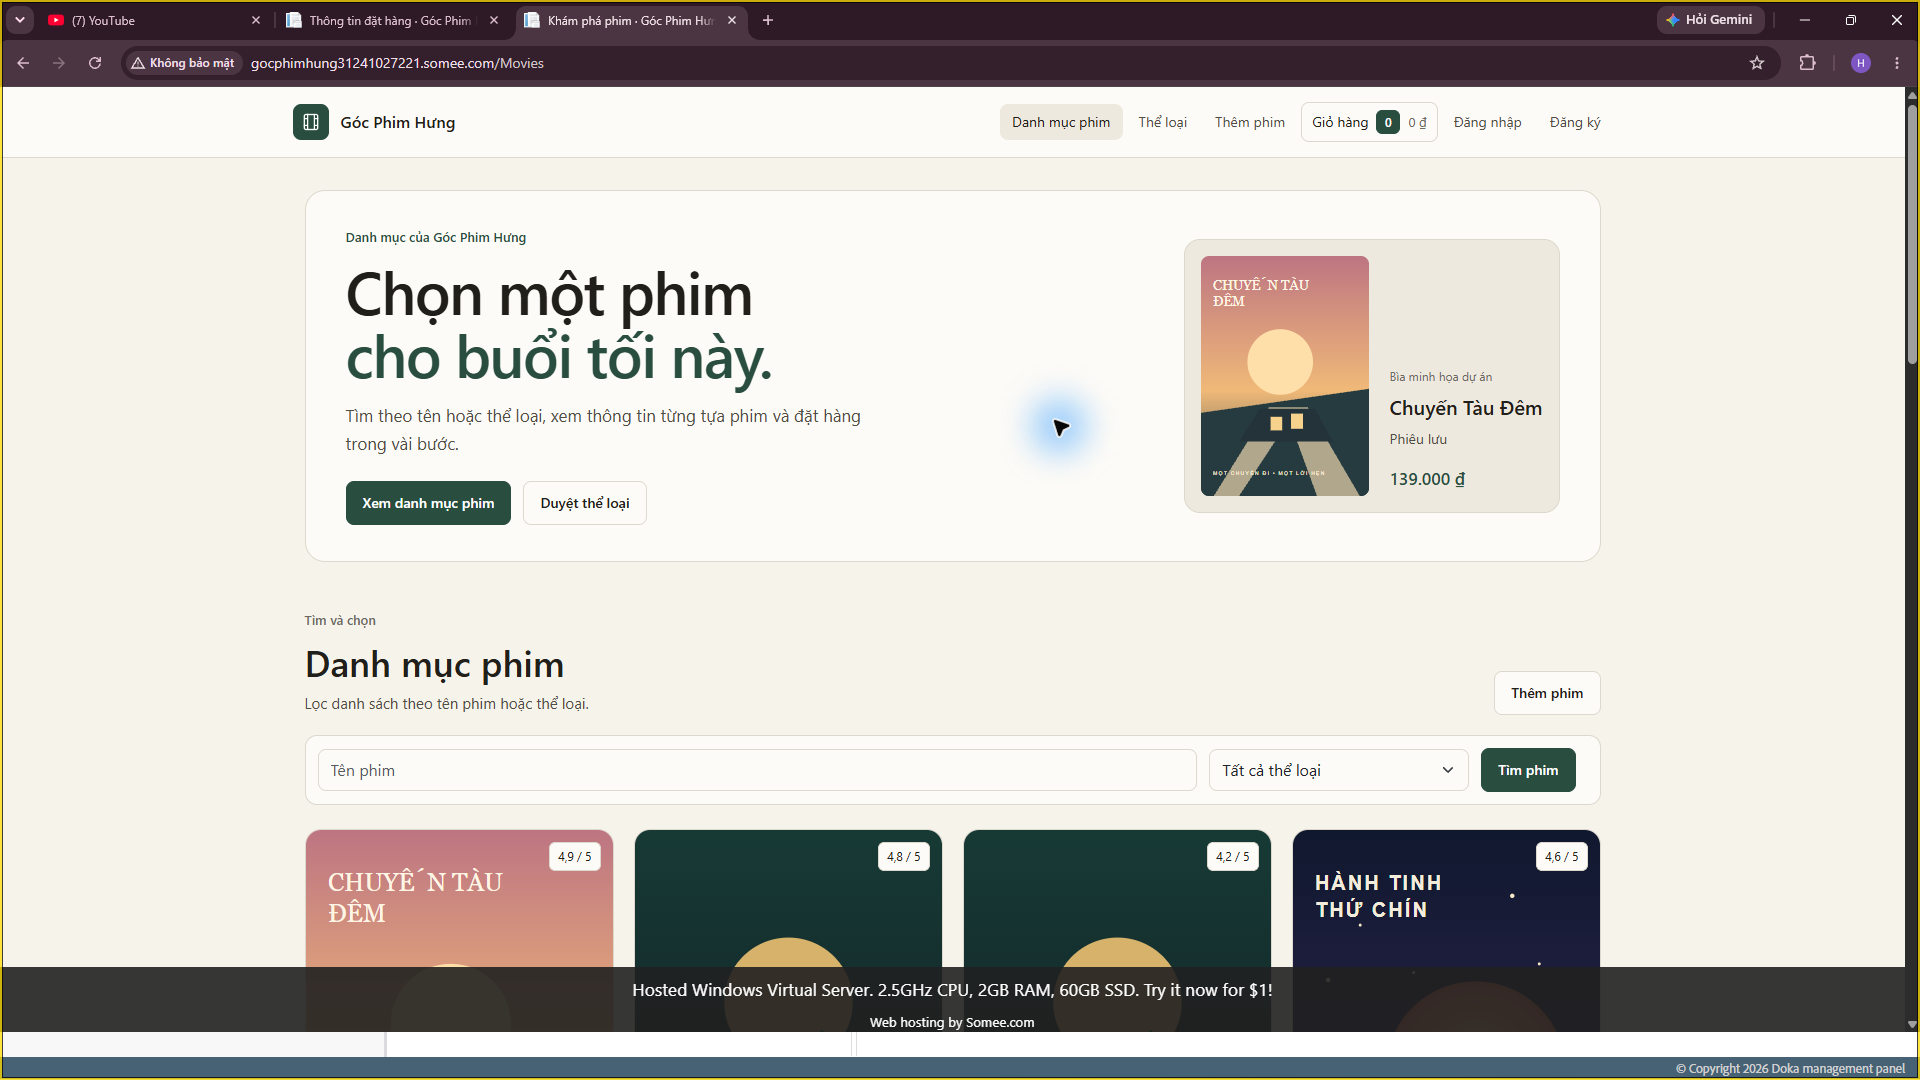 (7) YouTube
Thông tin đặt hàng · Góc Phim
Khám phá phim · Góc Phim Hưn
Hỏi Gemini
Không bảo mật
gocphimhung31241027221.somee.com/Movies
H
Góc Phim Hưng
Danh mục phim
Thể loại
Thêm phim
Giỏ hàng 0 0 ₫
Đăng nhập
Đăng ký
Danh mục của Góc Phim Hưng
Chọn một phim
cho buổi tối này.
Tìm theo tên hoặc thể loại, xem thông tin từng tựa phim và đặt hàng
trong vài bước.
Xem danh mục phim
Duyệt thể loại
CHUYẾN TÀU
ĐÊM
MỘT CHUYẾN ĐI • MỘT LỜI HẸN
Bìa minh họa dự án
Chuyến Tàu Đêm
Phiêu lưu
139.000 ₫
Tìm và chọn
Danh mục phim
Lọc danh sách theo tên phim hoặc thể loại.
Thêm phim
Tên phim
Tất cả thể loại
Tìm phim
4,9 / 5
CHUYẾN TÀU
ĐÊM
4,8 / 5
4,2 / 5
4,6 / 5
HÀNH TINH
THỨ CHÍN
Hosted Windows Virtual Server. 2.5GHz CPU, 2GB RAM, 60GB SSD. Try it now for $1!
Web hosting by Somee.com
© Copyright 2026 Doka management panel